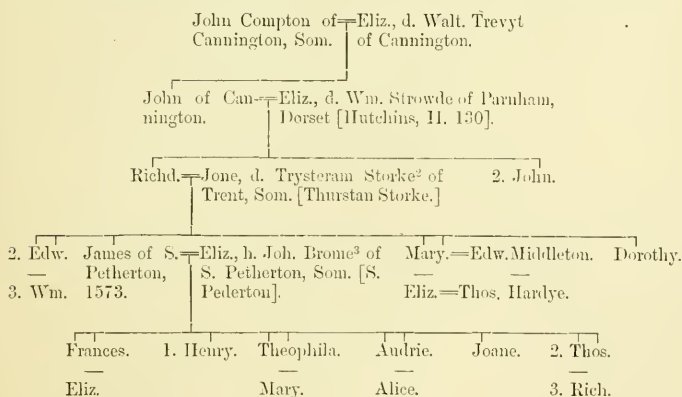 John Compton of Eliz., d. Walt. Trevyt
Cannington, Som. of Cannington.
John of Can- Eliz., d. Wm. Strowde of Parnham,
nington. Dorset [Hutchins, II. 130].
Richd. Jone, d. Trysteram Storke² of 2. John.
Trent, Som. [Thurstan Storke.]
2. Edw. James of S. Eliz., h. Joh. Brome³ of Mary.=Edw. Middleton. Dorothy.
— Petherton, S. Petherton, Som. [S. — —
3. Wm. 1573. Pederton]. Eliz.=Thos. Hardye.
Frances. 1. Henry. Theophila. Audrie. Joane. 2. Thos.
— — — —
Eliz. Mary. Alice. 3. Rich.